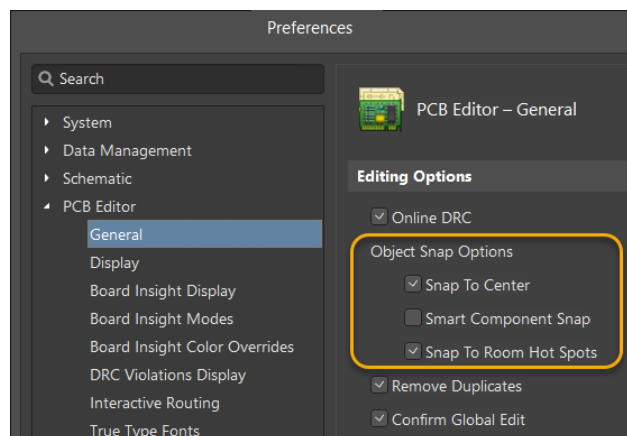 Preferences
Search
System
Data Management
Schematic
PCB Editor
General
Display
Board Insight Display
Board Insight Modes
Board Insight Color Overrides
DRC Violations Display
Interactive Routing
True Type Fonts
PCB Editor – General
Editing Options
Online DRC
Object Snap Options
Snap To Center
Smart Component Snap
Snap To Room Hot Spots
Remove Duplicates
Confirm Global Edit